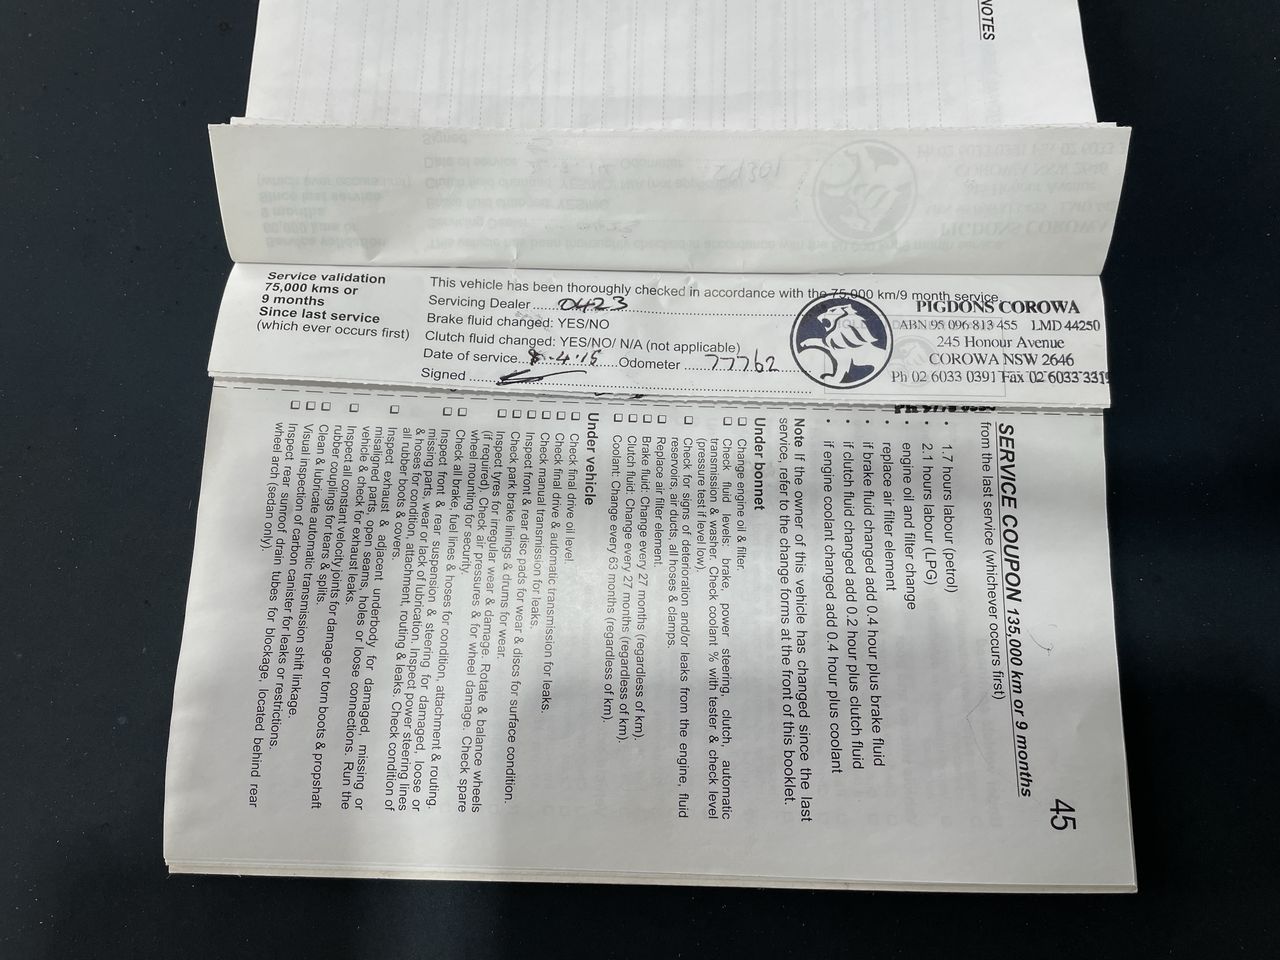 NOTES
Service validation
75,000 kms or
9 months
Since last service
(which ever occurs first)
This vehicle has been thoroughly checked in accordance with the 75,000 km/9 month service.
Servicing Dealer ... 0423
Brake fluid changed: YES/NO
Clutch fluid changed: YES/NO/ N/A (not applicable)
Date of service... 8.4.15 ....Odometer ... 77762
Signed ...
PIGDONS COROWA
ABN 95 096 813 455 LMD 44250
245 Honour Avenue
COROWA NSW 2646
Ph 02 6033 0391 Fax 02 6033 3319
45
SERVICE COUPON 135,000 km or 9 months
from the last service (whichever occurs first)
• 1.7 hours labour (petrol)
• 2.1 hours labour (LPG)
• engine oil and filter change
• replace air filter element
• if brake fluid changed add 0.4 hour plus brake fluid
• if clutch fluid changed add 0.2 hour plus clutch fluid
• if engine coolant changed add 0.4 hour plus coolant
Note If the owner of this vehicle has changed since the last
service, refer to the change forms at the front of this booklet.
Under bonnet
❑ Change engine oil & filter.
❑ Check fluid levels: brake, power steering, clutch, automatic
transmission & washer. Check coolant % with tester & check level
(pressure test if level low).
❑ Check for signs of deterioration and/or leaks from the engine, fluid
reservoirs, air ducts, all hoses & clamps.
❑ Replace air filter element.
❑ Brake fluid: Change every 27 months (regardless of km).
❑ Clutch fluid: Change every 27 months (regardless of km).
❑ Coolant: Change every 63 months (regardless of km).
Under vehicle
❑ Check final drive oil level.
❑ Check final drive & automatic transmission for leaks.
❑ Check manual transmission for leaks.
❑ Inspect front & rear disc pads for wear & discs for surface condition.
❑ Check park brake linings & drums for wear.
❑ Inspect tyres for irregular wear & damage. Rotate & balance wheels
(if required). Check air pressures & for wheel damage. Check spare
wheel mounting for security.
❑ Check all brake, fuel lines & hoses for condition, attachment & routing.
❑ Inspect front & rear suspension & steering for damaged, loose or
missing parts, wear or lack of lubrication. Inspect power steering lines
& hoses for condition, attachment, routing & leaks. Check condition of
all rubber boots & covers.
❑ Inspect exhaust & adjacent underbody for damaged, missing or
misaligned parts, open seams, holes or loose connections. Run the
vehicle & check for exhaust leaks.
❑ Inspect all constant velocity joints for damage or torn boots & propshaft
rubber couplings for tears & splits.
❑ Clean & lubricate automatic transmission shift linkage.
❑ Visual inspection of carbon canister for leaks or restrictions.
❑ Inspect rear sunroof drain tubes for blockage, located behind rear
wheel arch (sedan only).